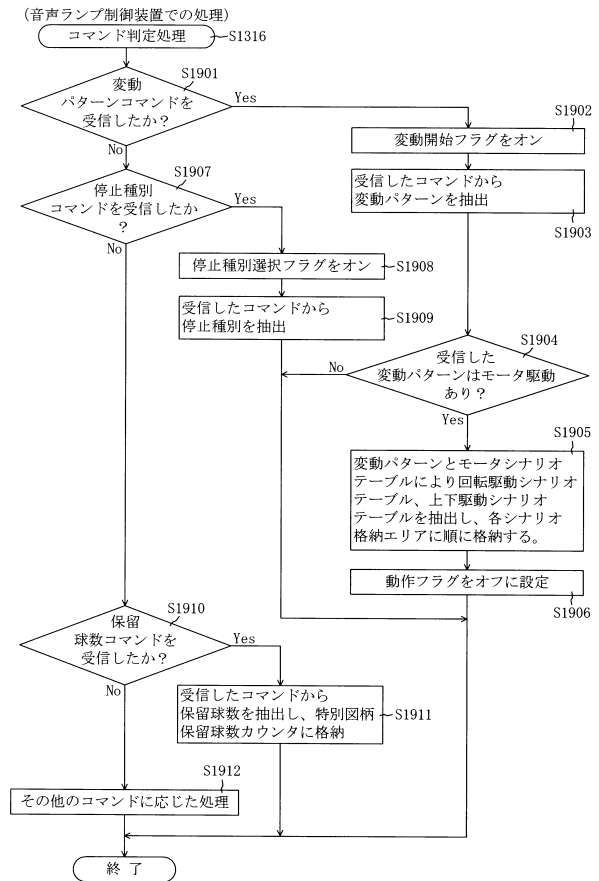 (音声ランプ制御装置での処理)
コマンド判定処理
S1316
S1901
変動
パターンコマンドを
受信したか?
Yes
No
S1902
変動開始フラグをオン
受信したコマンドから
変動パターンを抽出
S1903
S1907
停止種別
コマンドを受信したか
?
Yes
No
停止種別選択フラグをオン
S1908
受信したコマンドから
停止種別を抽出
S1909
S1904
受信した
変動パターンはモータ駆動
あり?
No
Yes
S1905
変動パターンとモータシナリオ
テーブルにより回転駆動シナリオ
テーブル、上下駆動シナリオ
テーブルを抽出し、各シナリオ
格納エリアに順に格納する。
動作フラグをオフに設定
S1906
S1910
保留
球数コマンドを
受信したか?
Yes
No
受信したコマンドから
保留球数を抽出し、特別図柄
保留球数カウンタに格納
S1911
S1912
その他のコマンドに応じた処理
終 了